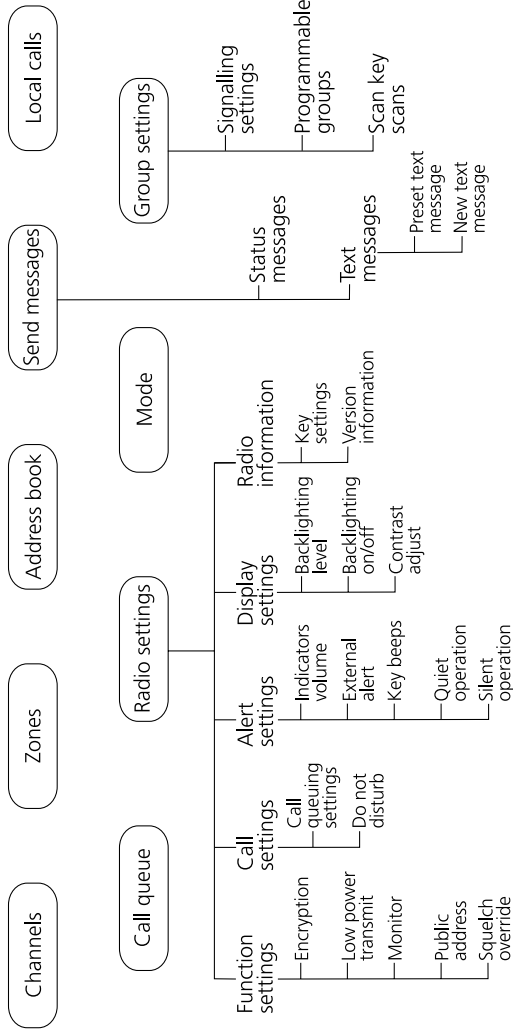 Channels
Zones
Address book
Send messages
Local calls
Call queue
Radio settings
Mode
Group settings
Function
settings
Encryption
Low power
transmit
Monitor
Public
address
Squelch
override
Call
settings
Call
queuing
settings
Do not
disturb
Alert
settings
Indicators
volume
External
alert
Key beeps
Quiet
operation
Silent
operation
Display
settings
Backlighting
level
Backlighting
on/off
Contrast
adjust
Radio
information
Key
settings
Version
information
Status
messages
Text
messages
Preset text
message
New text
message
Signalling
settings
Programmable
groups
Scan key
scans